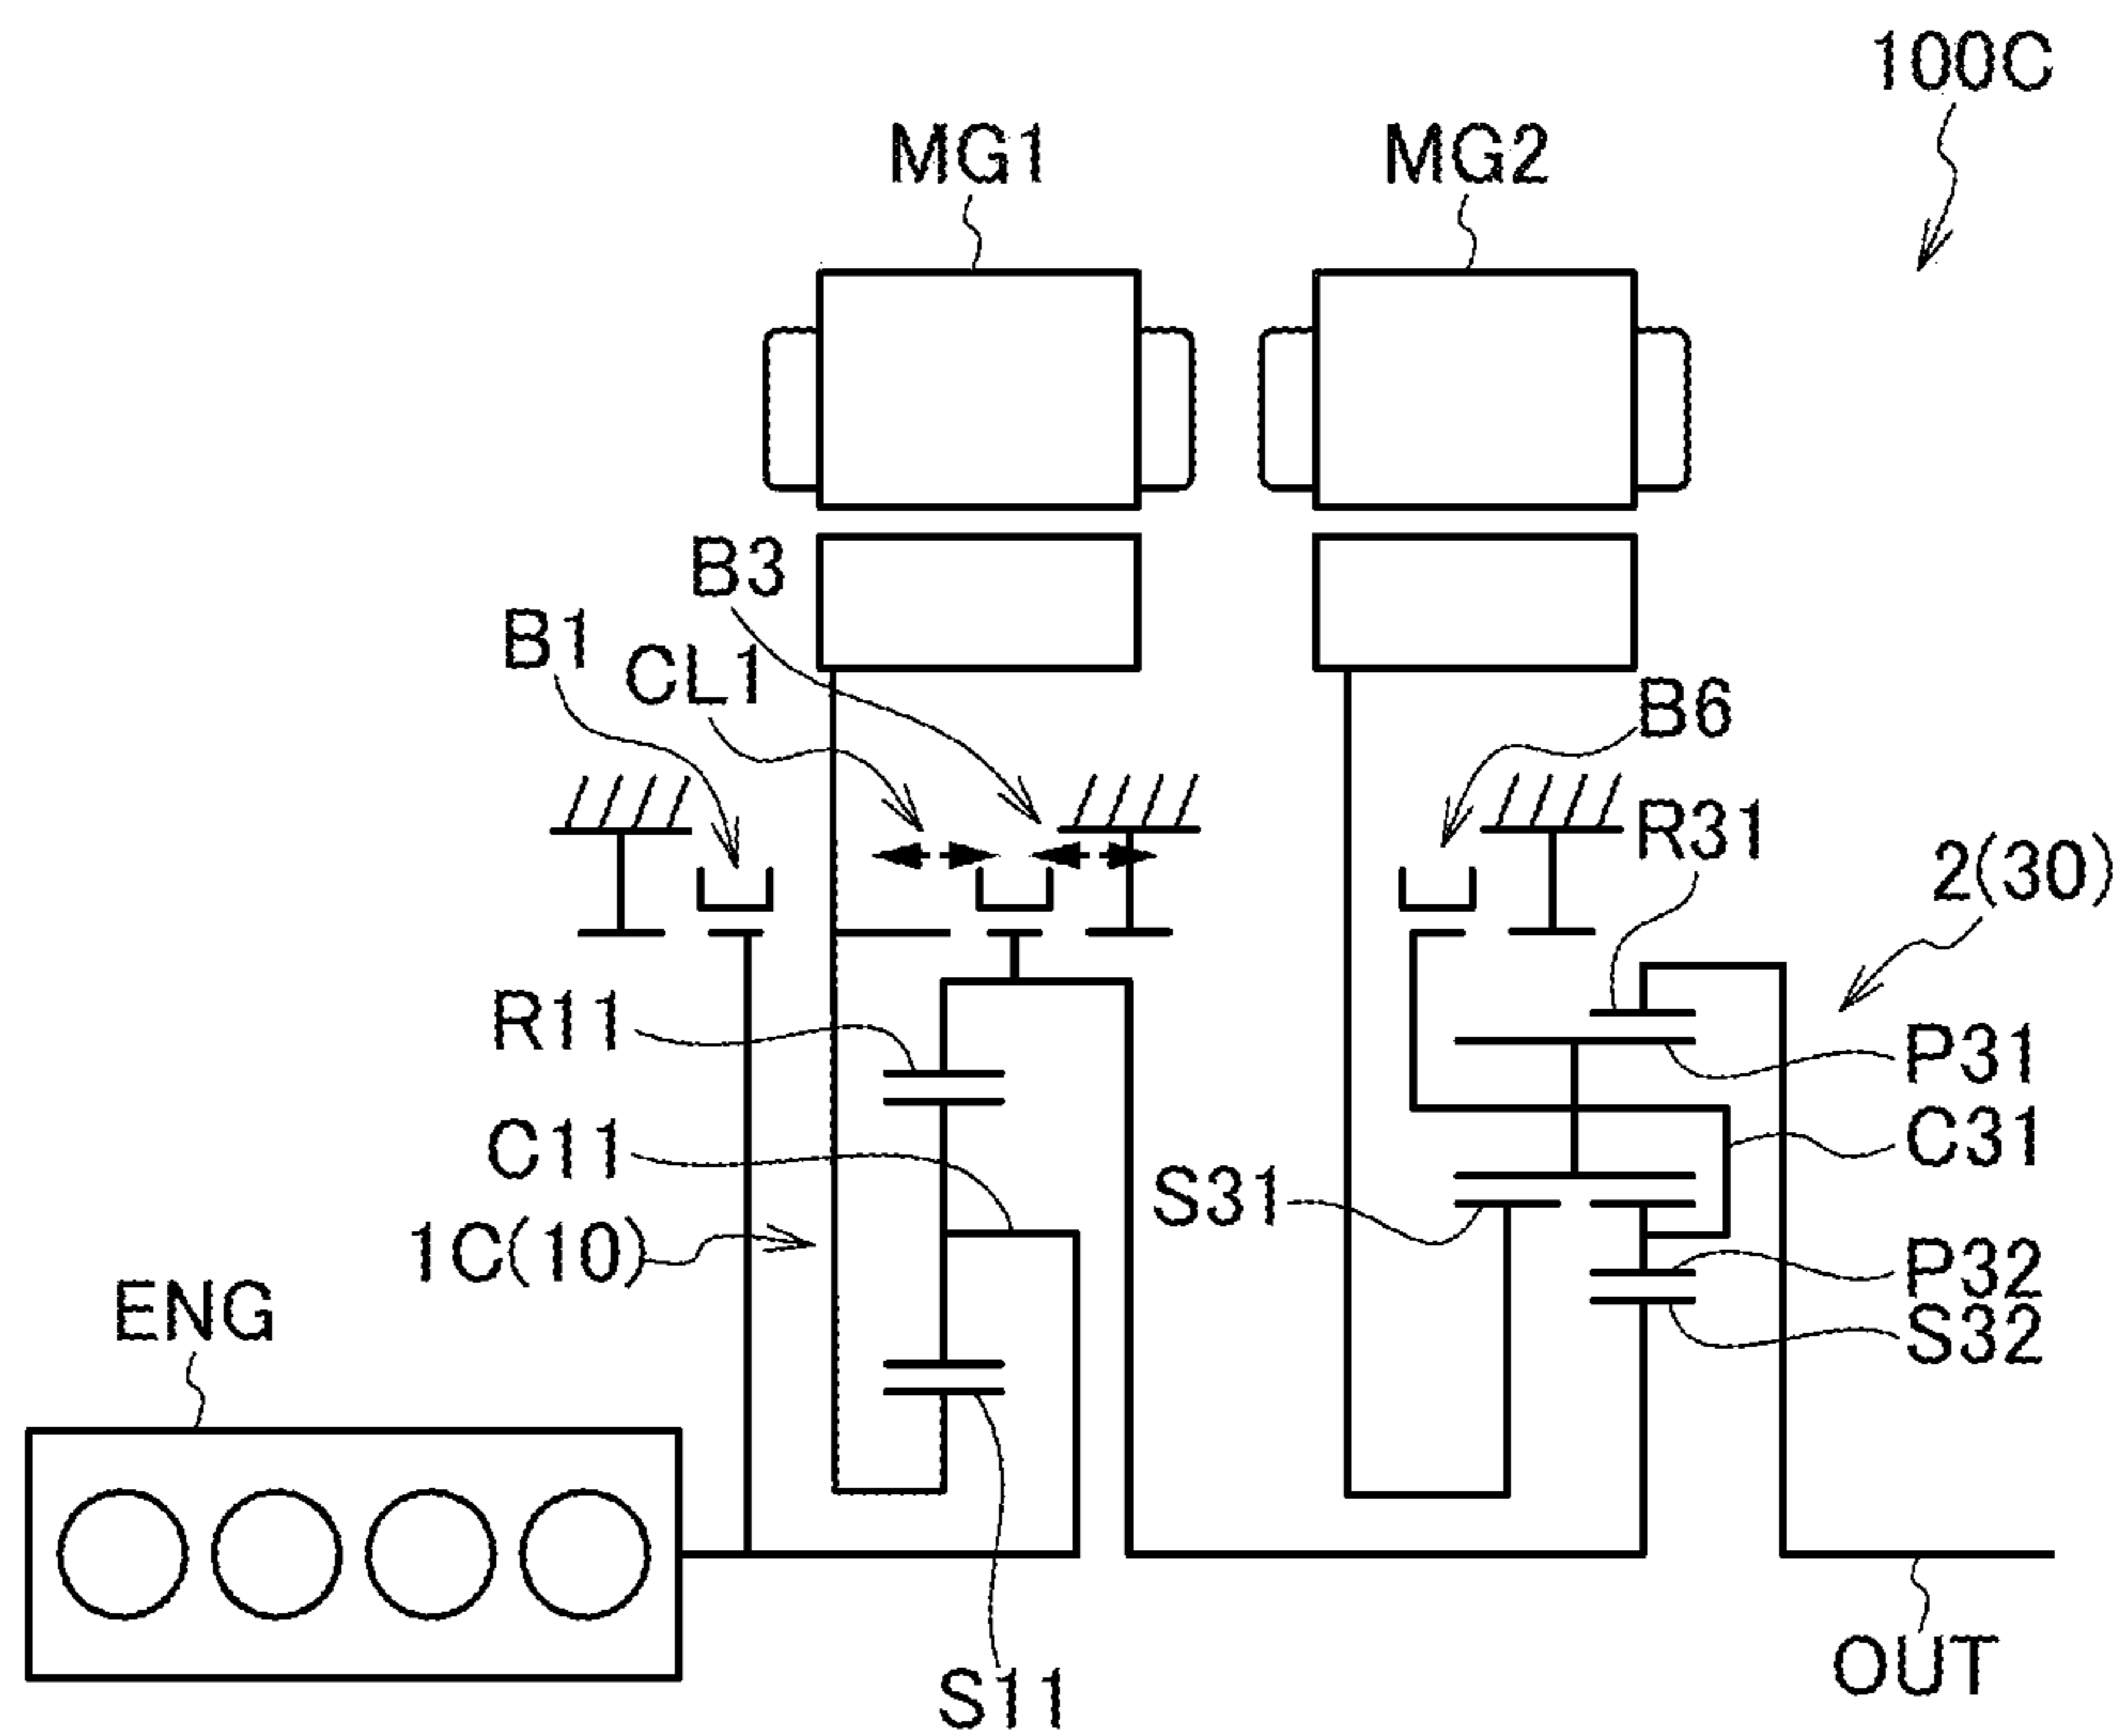 100C
MG1
MG2
B3
B1
CL1
B6
R31
2(30)
R11
P31
C11
C31
S31
1C(10)
P32
ENG
S32
OUT
S11